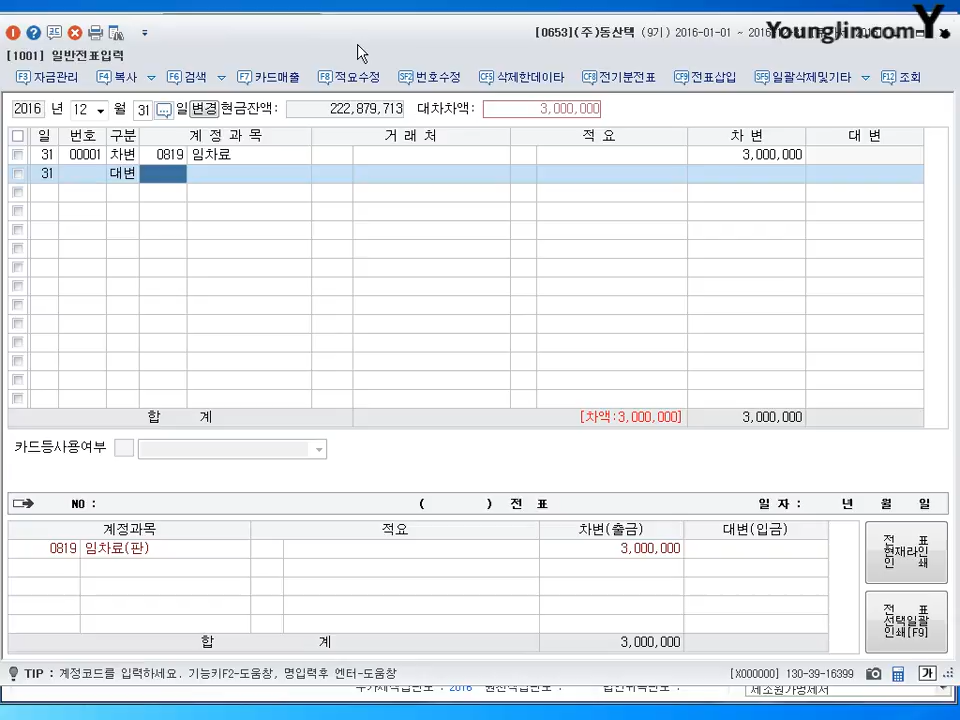 [0653](주)동산택 (9기) 2016-01-01 ~
Younglin.com Y.
[1001] 일반전표입력
F3 자금관리 F4 복사 F6 검색 F7 카드매출 F8 적요수정 SF2 번호수정 CF5 삭제한데이타 CF8 전기분전표 CF9 전표삽입 SF5 일괄삭제및기타 F12 조회
2016 년 12 월 31 일 변경 현금잔액: 222,879,713 대차차액: 3,000,000
일 번호 구분 계정과목 거래처 적요 차변 대변
31 00001 차변 0819 임차료 3,000,000
31 대변
합 계 [차액:3,000,000] 3,000,000
카드등사용여부
NO : ( ) 전 표 일 자 : 년 월 일
계정과목 적요 차변(출금) 대변(입금)
0819 임차료(판) 3,000,000
합 계 3,000,000
전 표
현재라인
인 쇄
전 표
선택일괄
인쇄[F9]
TIP : 계정코드를 입력하세요. 기능키F2-도움창, 명입력후 엔터-도움창 [X000000] 130-39-16399 가
2016